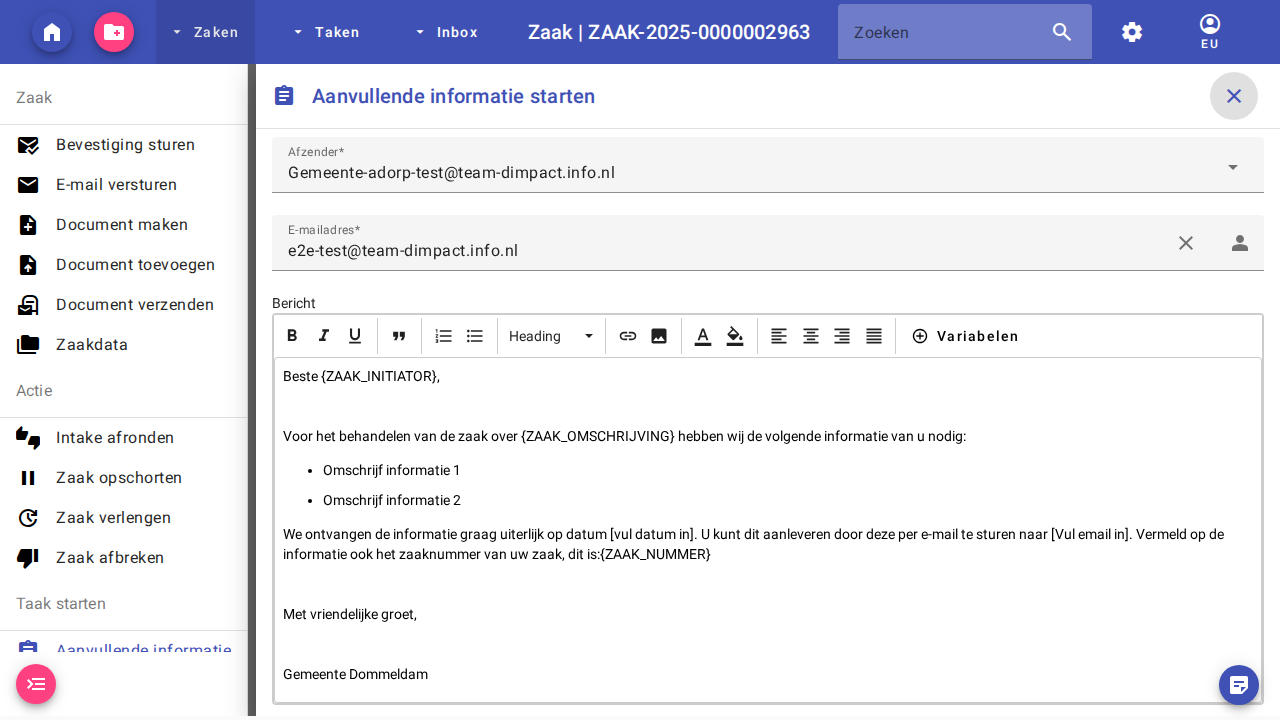 Zaken
Taken
Inbox
Zaak | ZAAK-2025-0000002963
Zoeken
EU
Zaak
Bevestiging sturen
E-mail versturen
Document maken
Document toevoegen
Document verzenden
Zaakdata
Actie
Intake afronden
Zaak opschorten
Zaak verlengen
Zaak afbreken
Taak starten
Aanvullende informatie
Aanvullende informatie starten
Afzender*
Gemeente-adorp-test@team-dimpact.info.nl
E-mailadres*
e2e-test@team-dimpact.info.nl
Bericht
Heading
Variabelen
Beste {ZAAK_INITIATOR},
Voor het behandelen van de zaak over {ZAAK_OMSCHRIJVING} hebben wij de volgende informatie van u nodig:
• Omschrijf informatie 1
• Omschrijf informatie 2
We ontvangen de informatie graag uiterlijk op datum [vul datum in]. U kunt dit aanleveren door deze per e-mail te sturen naar [Vul email in]. Vermeld op de
informatie ook het zaaknummer van uw zaak, dit is:{ZAAK_NUMMER}
Met vriendelijke groet,
Gemeente Dommeldam